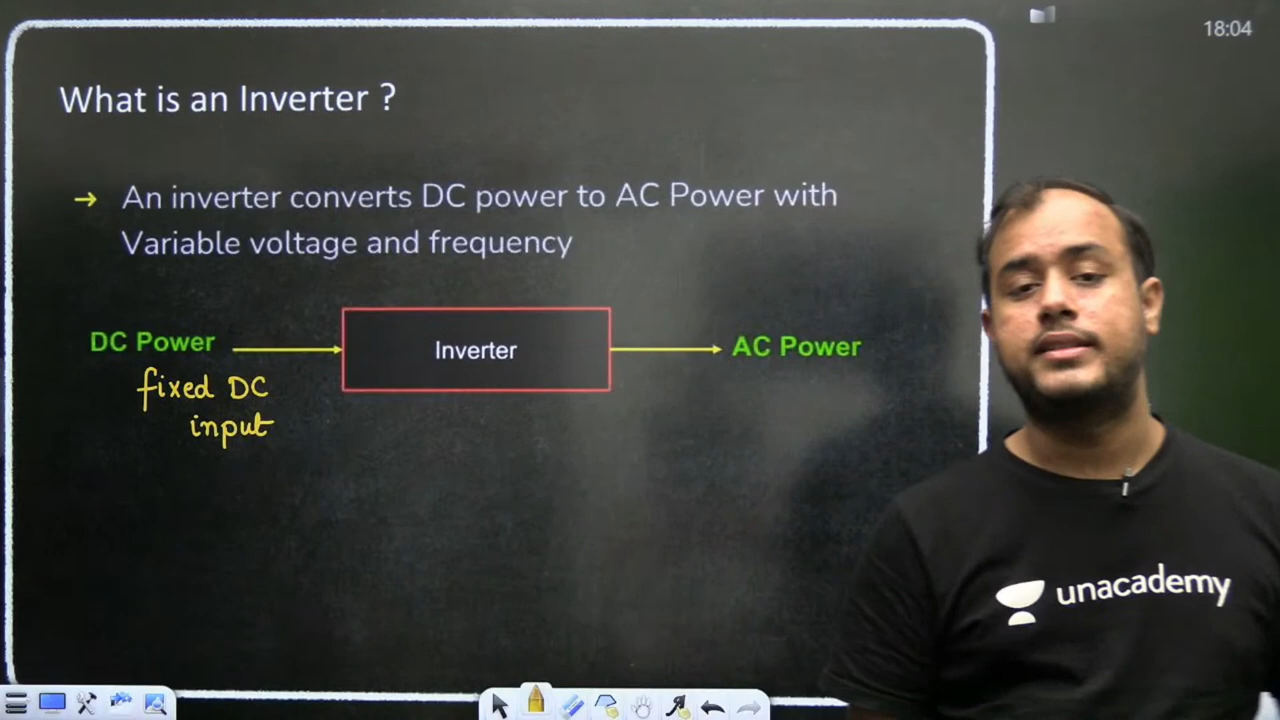 18:04
What is an Inverter ?
→ An inverter converts DC power to AC Power with
Variable voltage and frequency
DC Power
Inverter
AC Power
fixed DC
input
unacademy